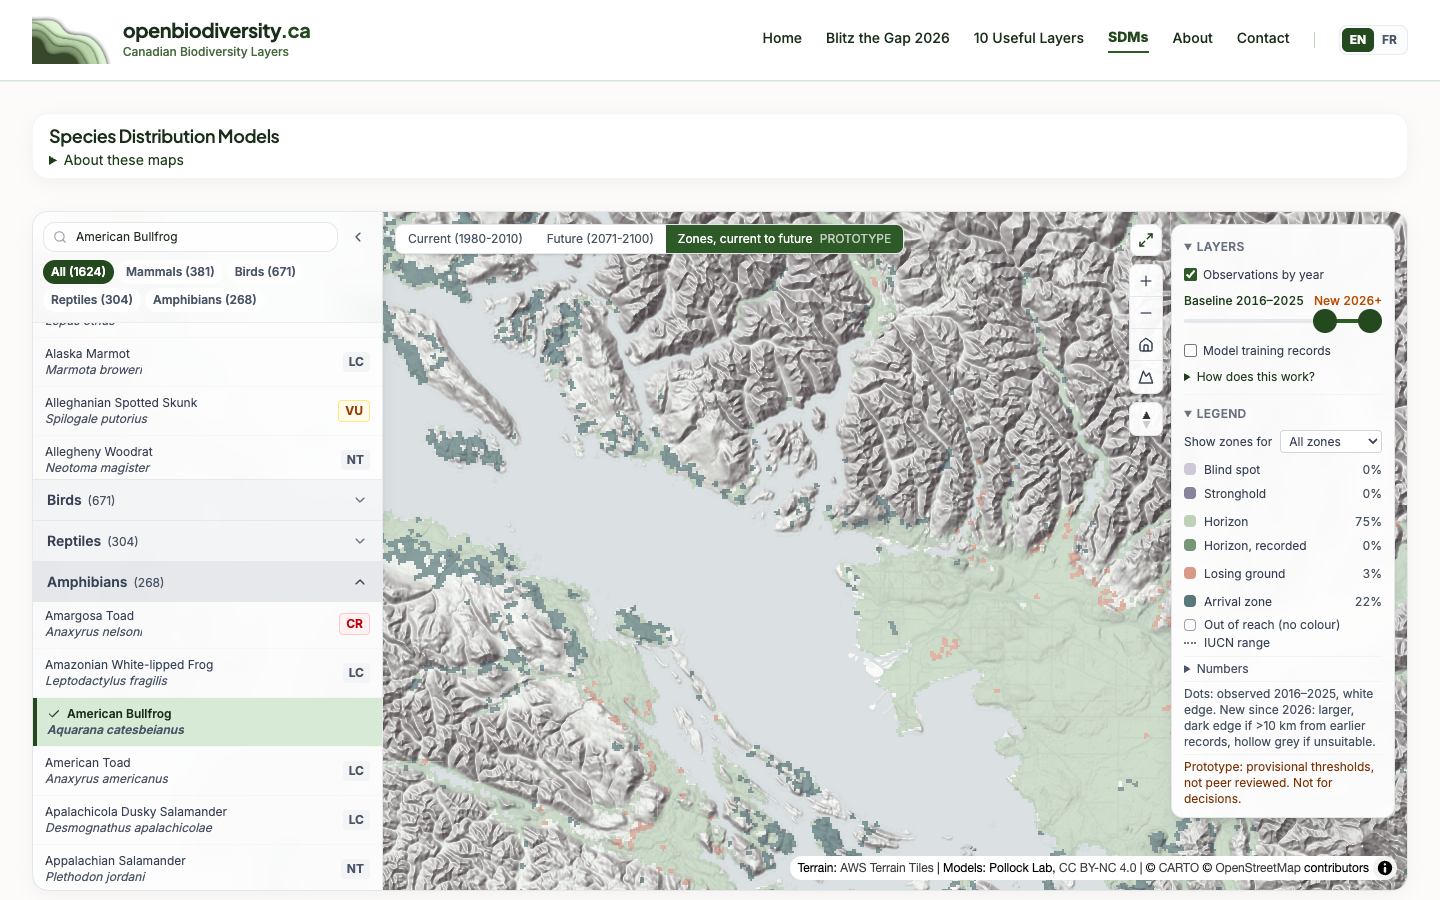 openbiodiversity.ca
Canadian Biodiversity Layers
Home
Blitz the Gap 2026
10 Useful Layers
SDMs
About
Contact
EN
FR
Species Distribution Models
About these maps
American Bullfrog
All (1624)
Mammals (381)
Birds (671)
Reptiles (304)
Amphibians (268)
Alaska Marmot
Marmota broweri
LC
Alleghanian Spotted Skunk
Spilogale putorius
VU
Allegheny Woodrat
Neotoma magister
NT
Birds (671)
Reptiles (304)
Amphibians (268)
Amargosa Toad
Anaxyrus nelsoni
CR
Amazonian White-lipped Frog
Leptodactylus fragilis
LC
American Bullfrog
Aquarana catesbeianus
American Toad
Anaxyrus americanus
LC
Apalachicola Dusky Salamander
Desmognathus apalachicolae
LC
Appalachian Salamander
Plethodon jordani
NT
Current (1980-2010)
Future (2071-2100)
Zones, current to future PROTOTYPE
LAYERS
Observations by year
Baseline 2016–2025 New 2026+
Model training records
How does this work?
LEGEND
Show zones for All zones
Blind spot 0%
Stronghold 0%
Horizon 75%
Horizon, recorded 0%
Losing ground 3%
Arrival zone 22%
Out of reach (no colour)
IUCN range
Numbers
Dots: observed 2016–2025, white
edge. New since 2026: larger,
dark edge if >10 km from earlier
records, hollow grey if unsuitable.
Prototype: provisional thresholds,
not peer reviewed. Not for
decisions.
Terrain: AWS Terrain Tiles | Models: Pollock Lab, CC BY-NC 4.0 | © CARTO © OpenStreetMap contributors